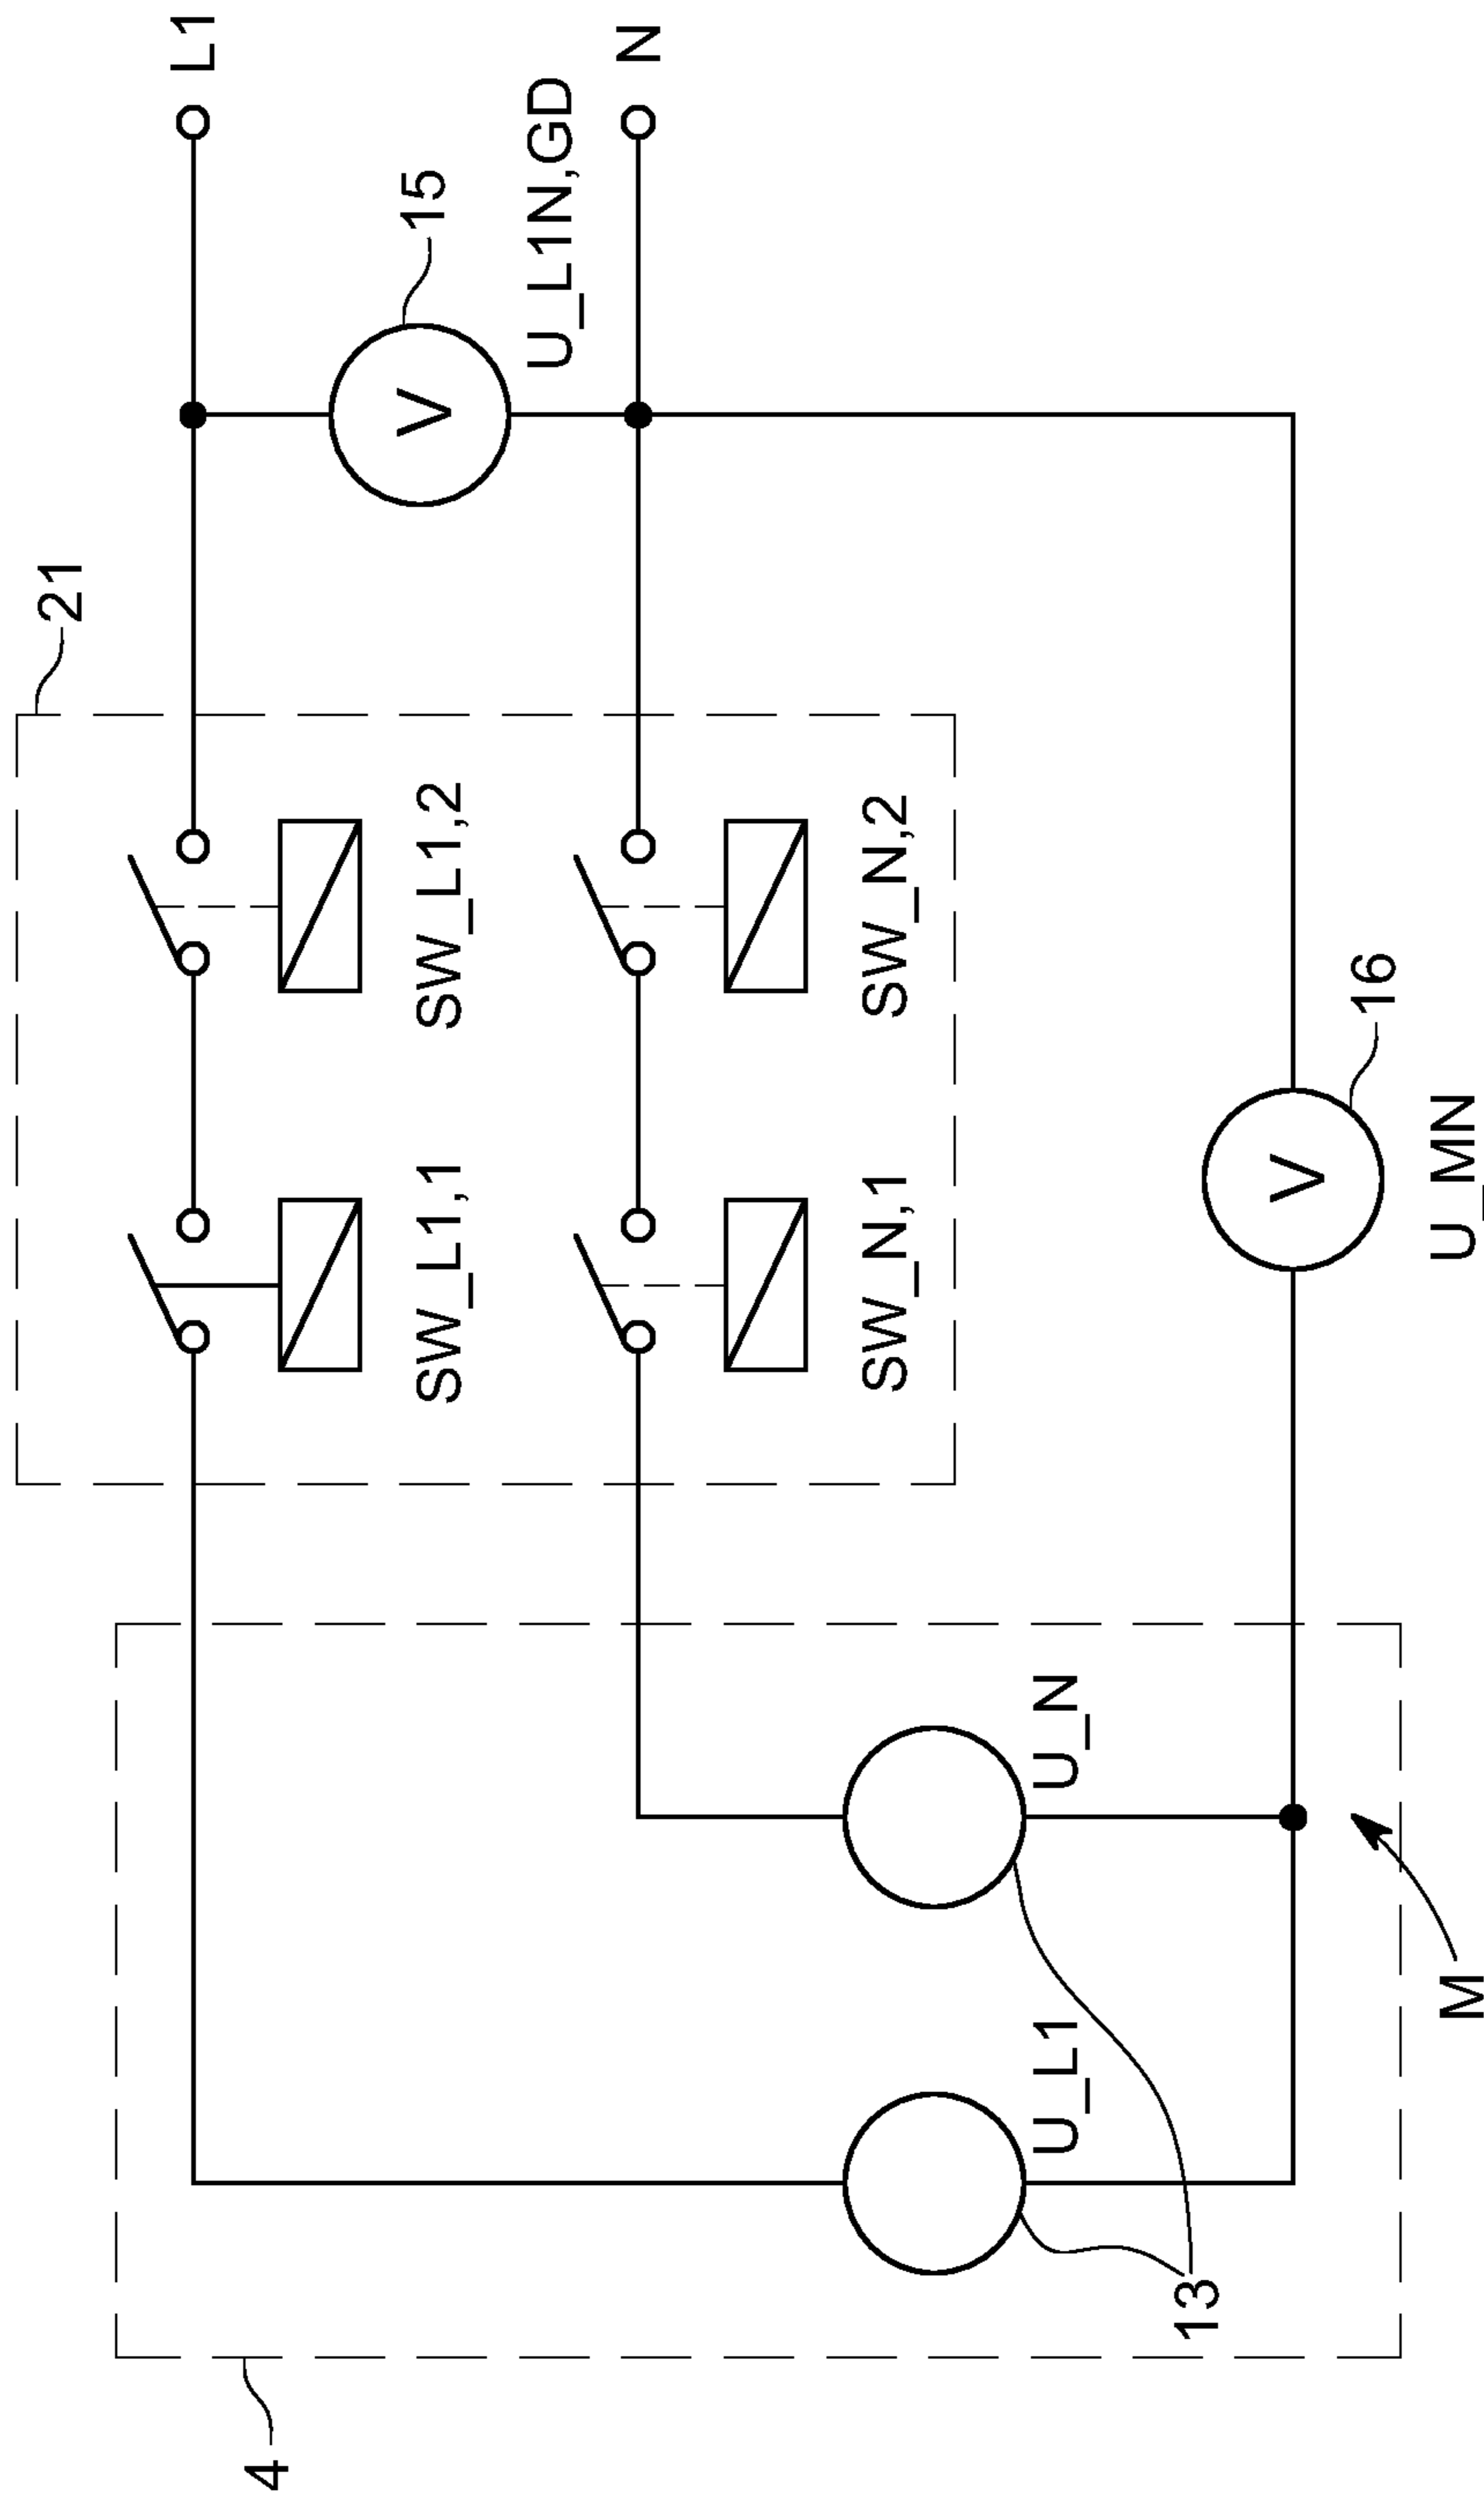 4
21
L1
SW_L1,1
SW_L1,2
15
U_L1N,GD
N
SW_N,1
SW_N,2
U_L1
U_N
13
16
M
U_MN